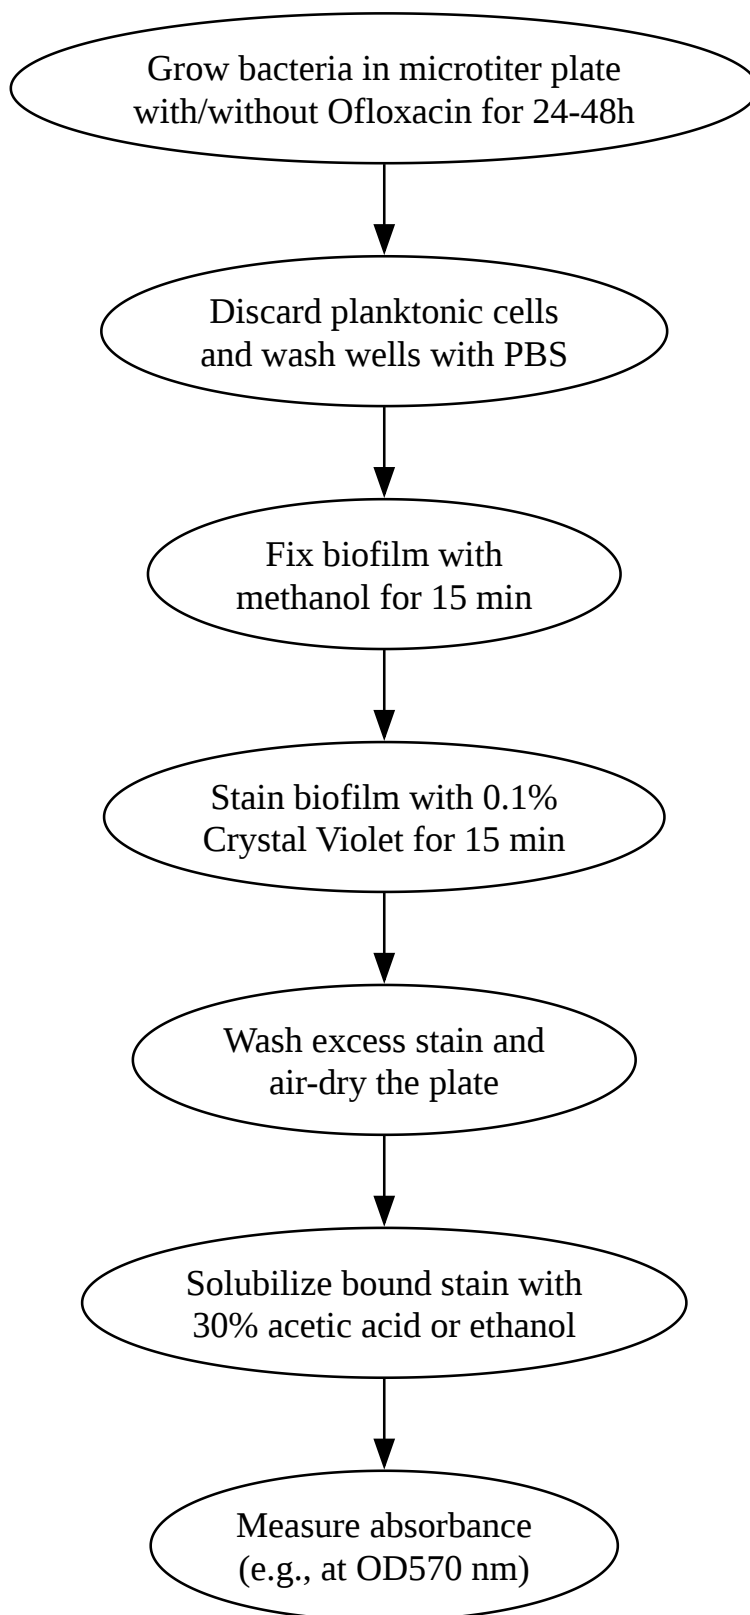 Grow bacteria in microtiter plate
with/without Ofloxacin for 24-48h
Discard planktonic cells
and wash wells with PBS
Fix biofilm with
methanol for 15 min
Stain biofilm with 0.1%
Crystal Violet for 15 min
Wash excess stain and
air-dry the plate
Solubilize bound stain with
30% acetic acid or ethanol
Measure absorbance
(e.g., at OD570 nm)